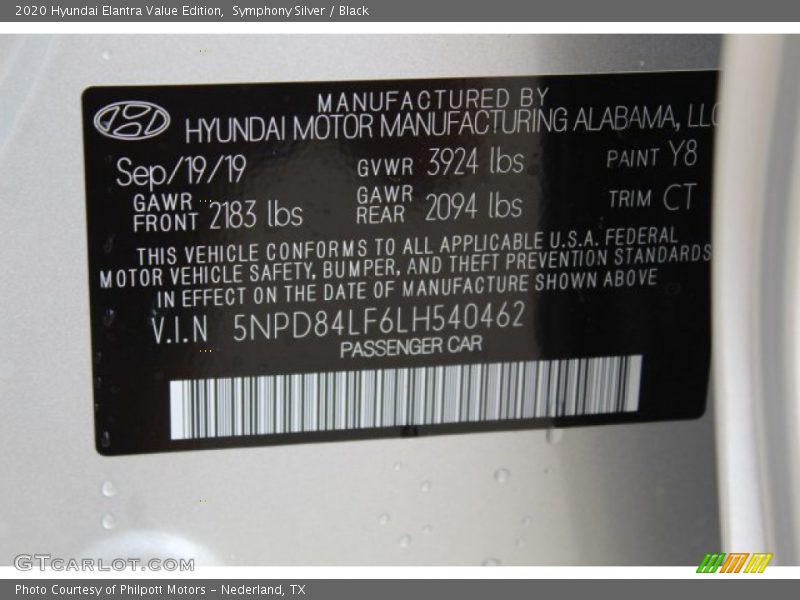 2020 Hyundai Elantra Value Edition, Symphony Silver / Black
MANUFACTURED BY
HYUNDAI MOTOR MANUFACTURING ALABAMA, LLC
Sep/19/19 GVWR 3924 lbs PAINT Y8
GAWR FRONT 2183 lbs GAWR REAR 2094 lbs TRIM CT
THIS VEHICLE CONFORMS TO ALL APPLICABLE U.S.A. FEDERAL
MOTOR VEHICLE SAFETY, BUMPER, AND THEFT PREVENTION STANDARDS
IN EFFECT ON THE DATE OF MANUFACTURE SHOWN ABOVE
V.I.N 5NPD84LF6LH540462
PASSENGER CAR
GTCARLOT.COM
Photo Courtesy of Philpott Motors - Nederland, TX